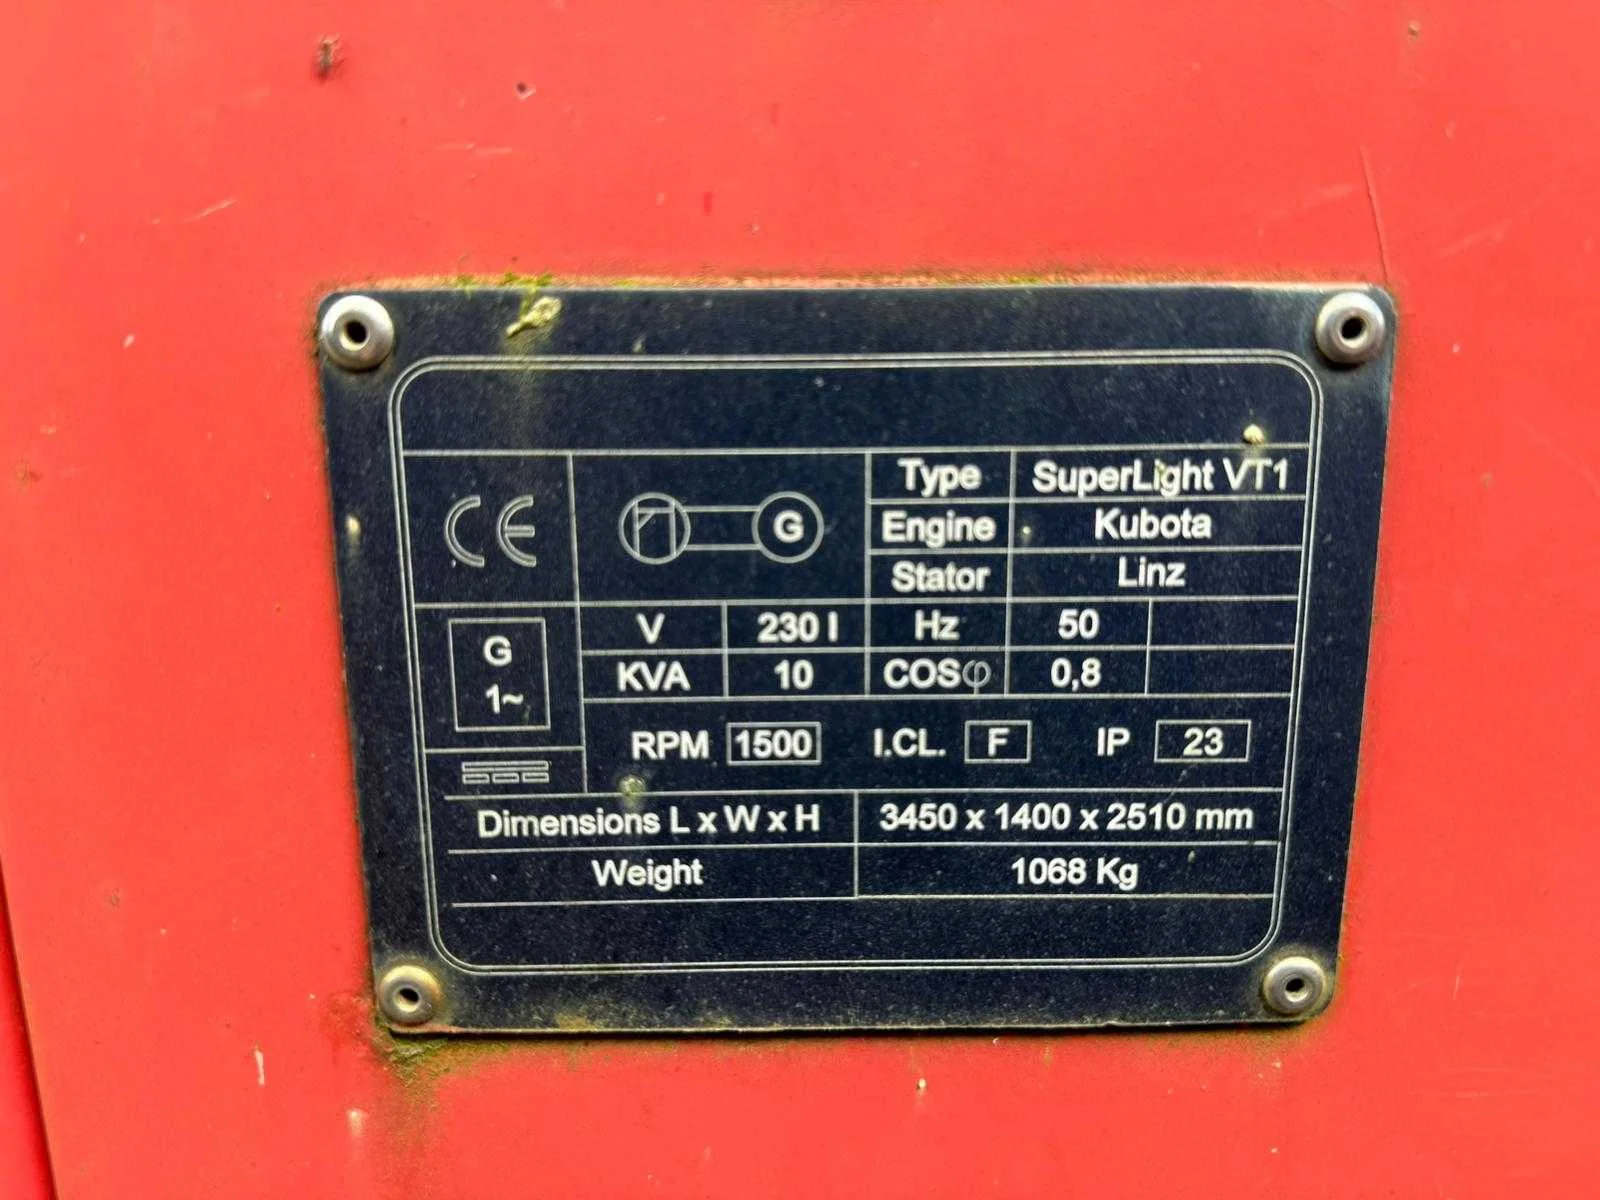 CE
G
Type SuperLight VT1
Engine Kubota
Stator Linz
G
1~
V 230 I Hz 50
KVA 10 COSφ 0,8
RPM 1500 I.CL. F IP 23
Dimensions L x W x H 3450 x 1400 x 2510 mm
Weight 1068 Kg